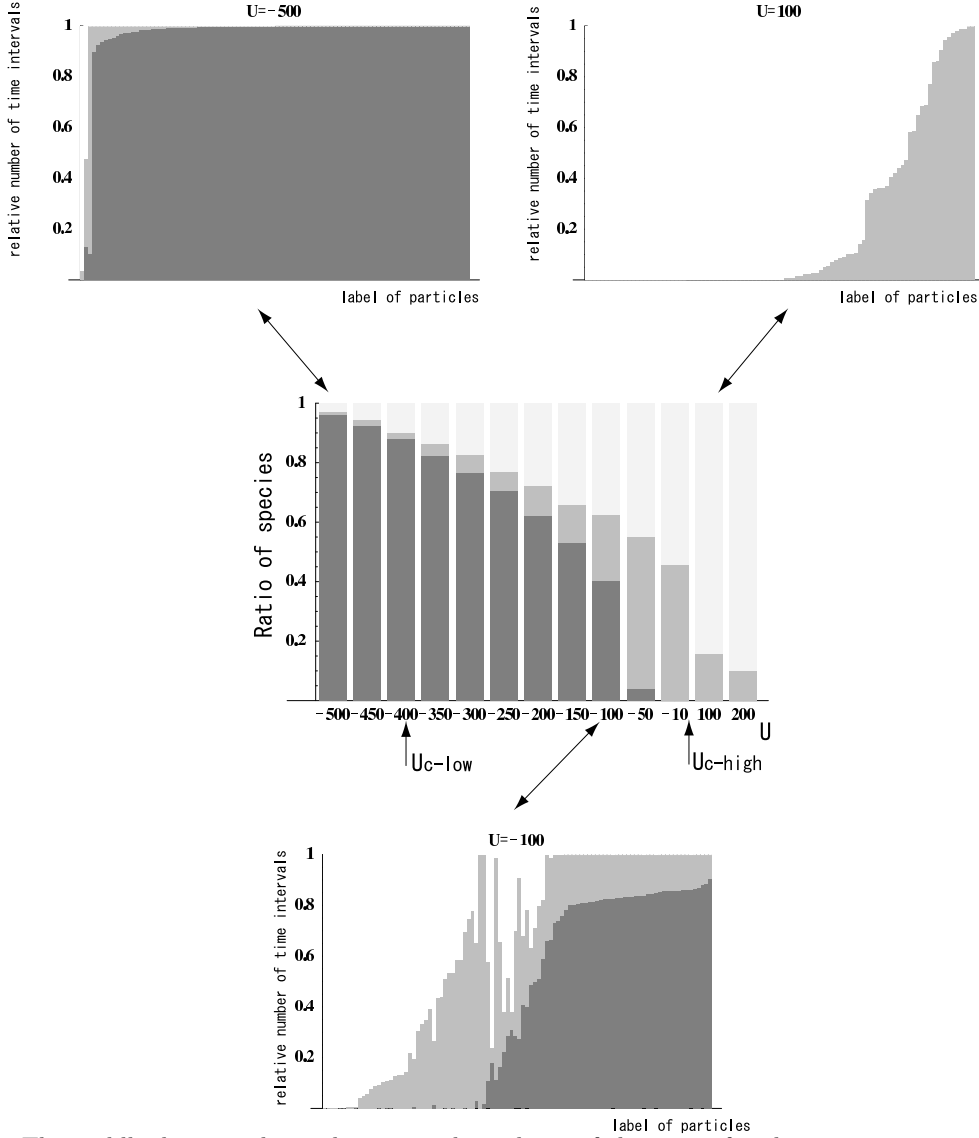 U=-500
U=100
relative number of time intervals
1
0.8
0.6
0.4
0.2
label of particles
relative number of time intervals
1
0.8
0.6
0.4
0.2
label of particles
Ratio of species
1
0.8
0.6
0.4
0.2
-500 -450 -400 -350 -300 -250 -200 -150 -100 -50 -10 100 200
U
Uc-low
Uc-high
U=-100
relative number of time intervals
1
0.8
0.6
0.4
0.2
label of particles